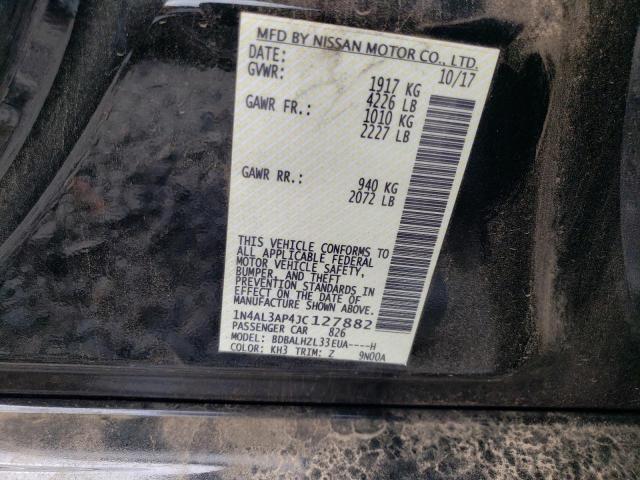 MFD BY NISSAN MOTOR CO., LTD.
DATE: 10/17
GVWR: 1917 KG
4226 LB
GAWR FR.: 1010 KG
2227 LB
GAWR RR.: 940 KG
2072 LB
THIS VEHICLE CONFORMS TO
ALL APPLICABLE FEDERAL
MOTOR VEHICLE SAFETY,
BUMPER, AND THEFT
PREVENTION STANDARDS IN
EFFECT ON THE DATE OF
MANUFACTURE SHOWN
ABOVE.
1N4AL3AP4JC127882
PASSENGER CAR 826
MODEL: BDBALHZL33EUA----H
COLOR: KH3 TRIM: Z 9N00A